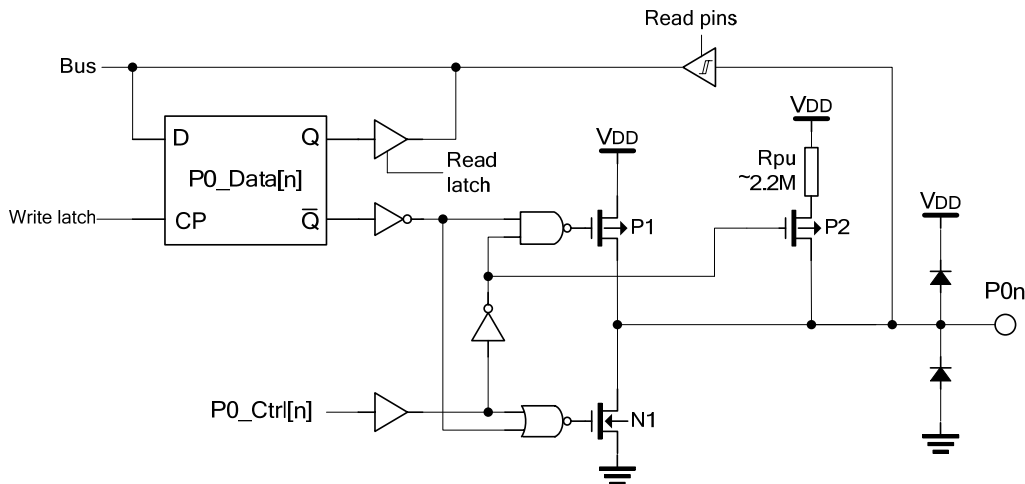 Read pins
Bus
VDD
VDD
D
Q
Rpu
~2.2M
Read
latch
P0_Data[n]
VDD
Write latch
CP
Q̅
P1
P2
P0n
P0_Ctrl[n]
N1